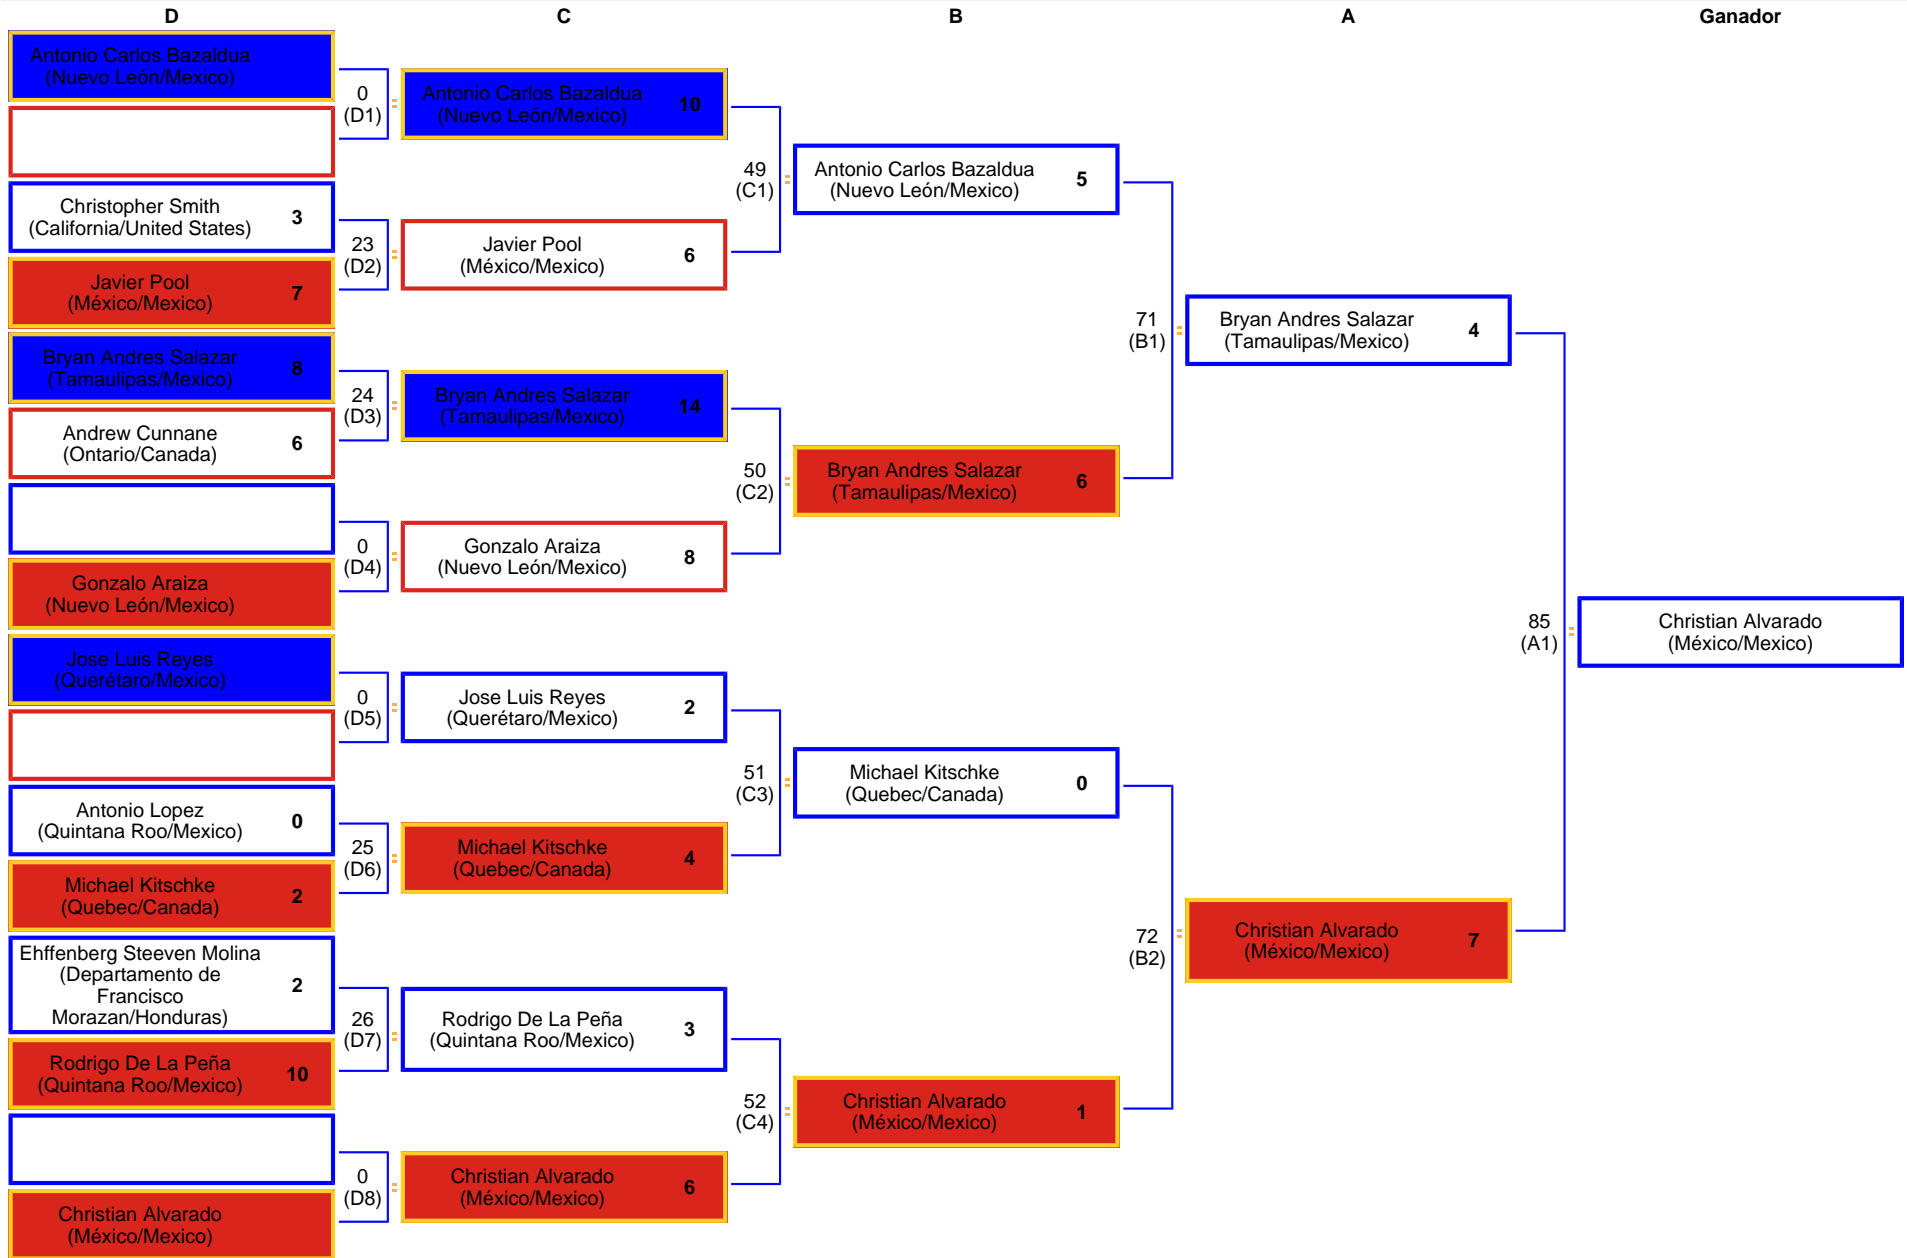 D
C
B
A
Ganador
Antonio Carlos Bazaldua
(Nuevo León/Mexico)
0
(D1)
Christopher Smith
(California/United States)
3
23
(D2)
Javier Pool
(México/Mexico)
7
Bryan Andres Salazar
(Tamaulipas/Mexico)
8
24
(D3)
Andrew Cunnane
(Ontario/Canada)
6
0
(D4)
Gonzalo Araiza
(Nuevo León/Mexico)
Jose Luis Reyes
(Querétaro/Mexico)
0
(D5)
Antonio Lopez
(Quintana Roo/Mexico)
0
25
(D6)
Michael Kitschke
(Quebec/Canada)
2
Ehffenberg Steeven Molina
(Departamento de
Francisco
Morazan/Honduras)
2
26
(D7)
Rodrigo De La Peña
(Quintana Roo/Mexico)
10
0
(D8)
Christian Alvarado
(México/Mexico)
Antonio Carlos Bazaldua
(Nuevo León/Mexico)
10
49
(C1)
Javier Pool
(México/Mexico)
6
Bryan Andres Salazar
(Tamaulipas/Mexico)
14
50
(C2)
Gonzalo Araiza
(Nuevo León/Mexico)
8
Jose Luis Reyes
(Querétaro/Mexico)
2
51
(C3)
Michael Kitschke
(Quebec/Canada)
4
Rodrigo De La Peña
(Quintana Roo/Mexico)
3
52
(C4)
Christian Alvarado
(México/Mexico)
6
Antonio Carlos Bazaldua
(Nuevo León/Mexico)
5
71
(B1)
Bryan Andres Salazar
(Tamaulipas/Mexico)
6
Michael Kitschke
(Quebec/Canada)
0
72
(B2)
Christian Alvarado
(México/Mexico)
1
Bryan Andres Salazar
(Tamaulipas/Mexico)
4
85
(A1)
Christian Alvarado
(México/Mexico)
7
Christian Alvarado
(México/Mexico)